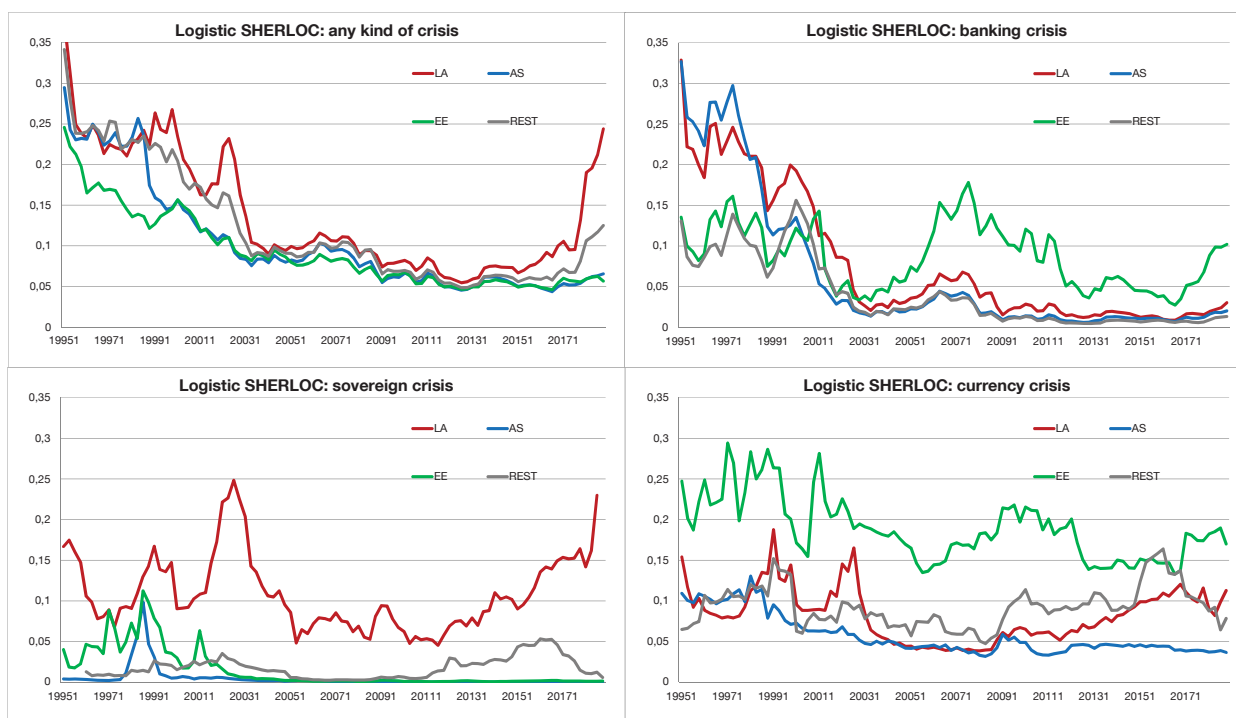 Logistic SHERLOC: any kind of crisis
0,35
LA AS
0,3
0,25
EE REST
0,2
0,15
0,1
0,05
0
19951 19971 19991 20011 20031 20051 20071 20091 20111 20131 20151 20171
Logistic SHERLOC: banking crisis
0,35
LA AS
0,3
0,25
EE REST
0,2
0,15
0,1
0,05
0
19951 19971 19991 20011 20031 20051 20071 20091 20111 20131 20151 20171
Logistic SHERLOC: sovereign crisis
0,35
LA AS
0,3
0,25
EE REST
0,2
0,15
0,1
0,05
0
19951 19971 19991 20011 20031 20051 20071 20091 20111 20131 20151 20171
Logistic SHERLOC: currency crisis
0,35
LA AS
0,3
0,25
EE REST
0,2
0,15
0,1
0,05
0
19951 19971 19991 20011 20031 20051 20071 20091 20111 20131 20151 20171